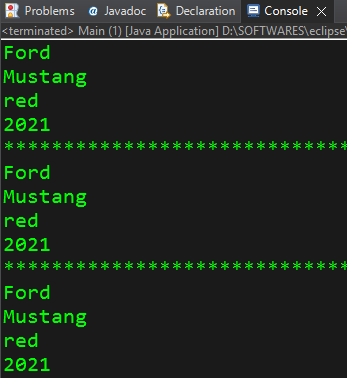 Problems @ Javadoc Declaration Console
<terminated> Main (1) [Java Application] D:\SOFTWARES\eclipse\
Ford
Mustang
red
2021
*****************************
Ford
Mustang
red
2021
*****************************
Ford
Mustang
red
2021